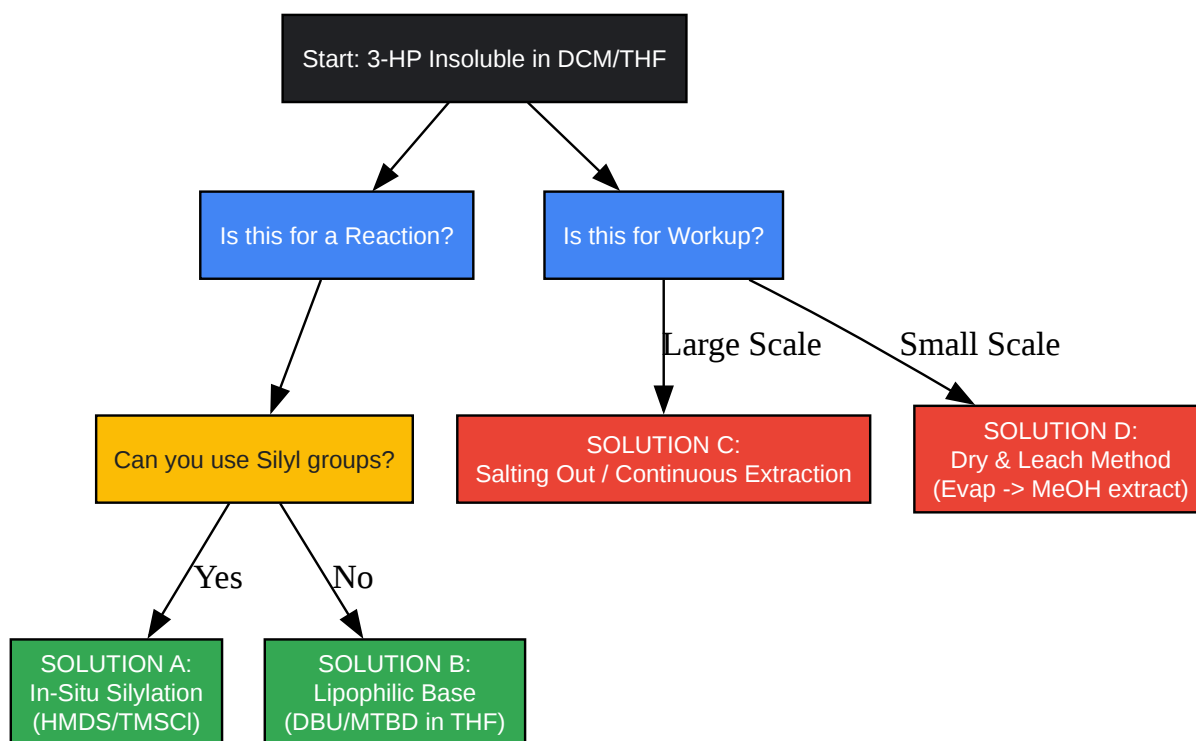 Start: 3-HP Insoluble in DCM/THF
Is this for a Reaction?
Is this for Workup?
Large Scale
Small Scale
Can you use Silyl groups?
SOLUTION C:
Salting Out / Continuous Extraction
SOLUTION D:
Dry & Leach Method
(Evap -> MeOH extract)
Yes
No
SOLUTION A:
In-Situ Silylation
(HMDS/TMSCl)
SOLUTION B:
Lipophilic Base
(DBU/MTBD in THF)